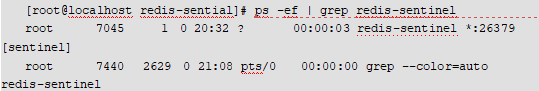 [root@localhost redis-sential]# ps -ef | grep redis-sentinel
root 7045 1 0 20:32 ? 00:00:03 redis-sentinel *:26379
[sentinel]
root 7440 2629 0 21:08 pts/0 00:00:00 grep --color=auto
redis-sentinel